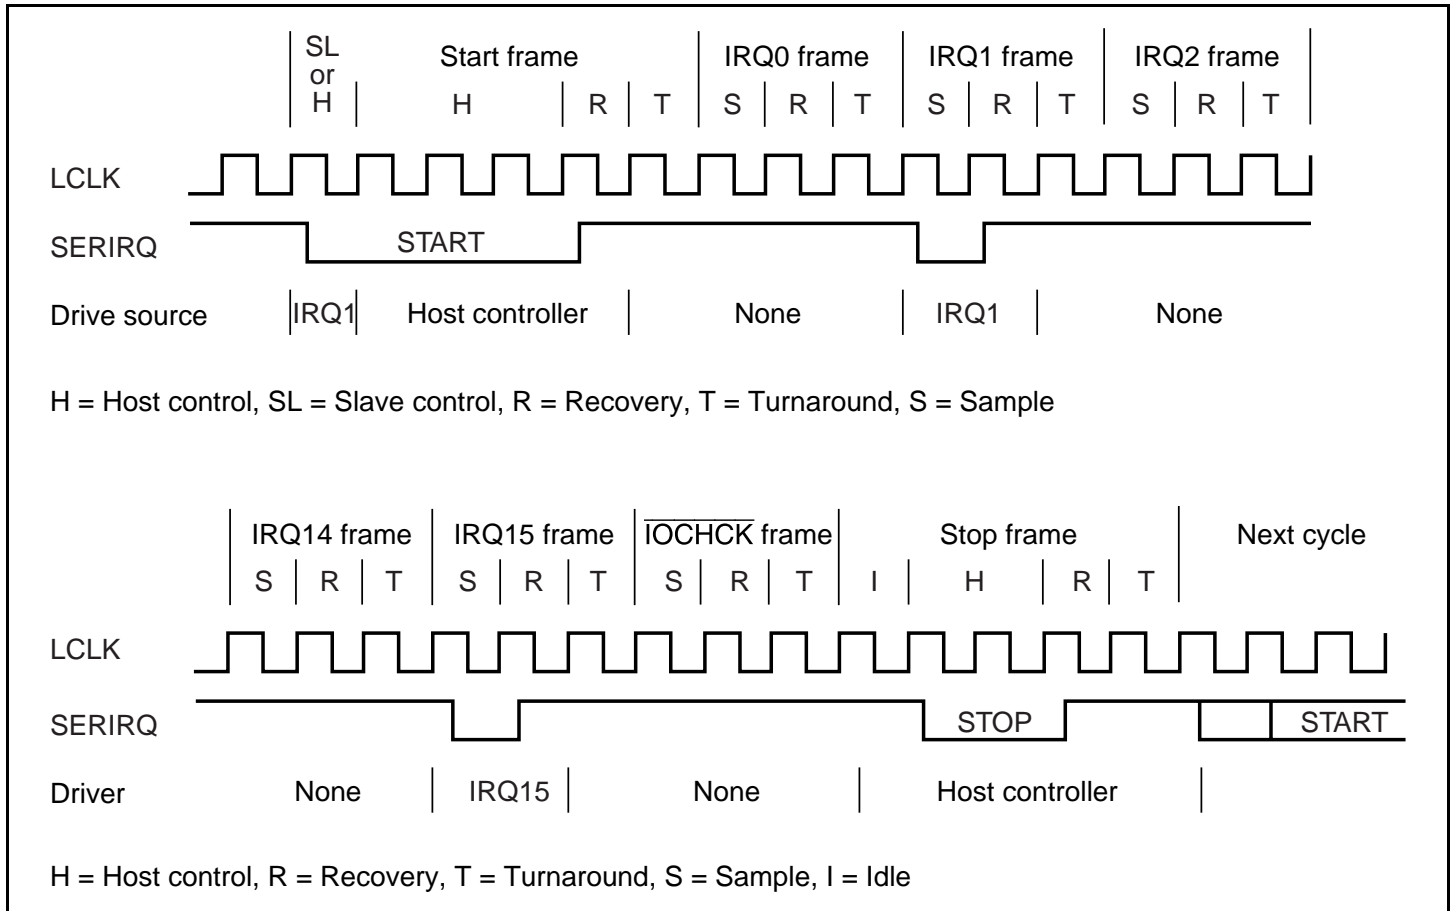 SL
or
H
Start frame
IRQ0 frame
IRQ1 frame
IRQ2 frame
H R T S R T S R T S R T
LCLK
SERIRQ START
Drive source IRQ1 Host controller None IRQ1 None
H = Host control, SL = Slave control, R = Recovery, T = Turnaround, S = Sample
IRQ14 frame IRQ15 frame IOCHCK frame Stop frame Next cycle
S R T S R T S R T I H R T
LCLK
SERIRQ STOP START
Driver None IRQ15 None Host controller
H = Host control, R = Recovery, T = Turnaround, S = Sample, I = Idle